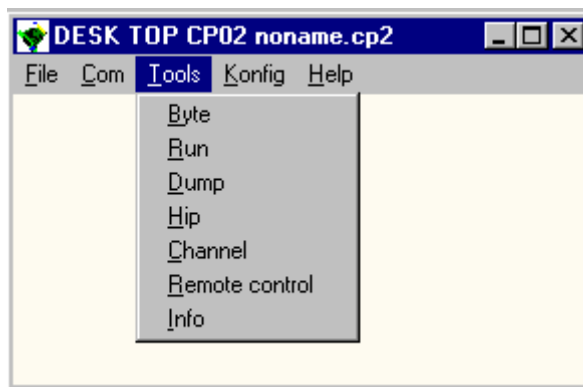 DESK TOP CP02 noname.cp2
File Com Tools Konfig Help
Byte
Run
Dump
Hip
Channel
Remote control
Info